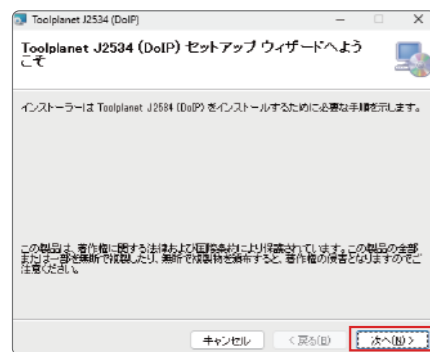 Toolplanet J2534 (DoIP)
Toolplanet J2534 (DoIP) セットアップ ウィザードへよう
こそ
インストーラーは Toolplanet J2534 (DoIP) をインストールするために必要な手順を示します。
この製品は、著作権に関する法律および国際条約により保護されています。この製品の全部
または一部を無断で複製したり、無断で複製物を頒布すると、著作権の侵害となりますのでご
注意ください。
キャンセル
< 戻る(B)
次へ(N) >